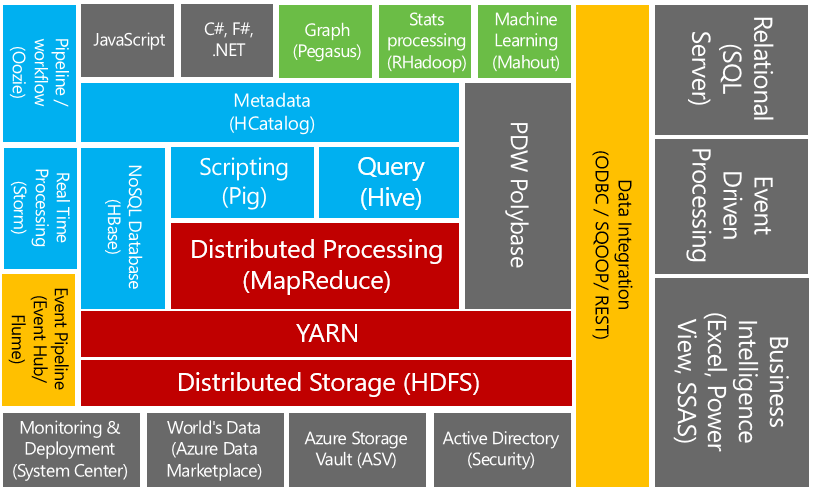 Pipeline /
workflow
(Oozie)
JavaScript
C#, F#,
.NET
Graph
(Pegasus)
Stats
processing
(RHadoop)
Machine
Learning
(Mahout)
Metadata
(HCatalog)
Real Time
Processing
(Storm)
NoSQL Database
(HBase)
Scripting
(Pig)
Query
(Hive)
PDW Polybase
Distributed Processing
(MapReduce)
Event Pipeline
(Event Hub/
Flume)
YARN
Distributed Storage (HDFS)
Monitoring &
Deployment
(System Center)
World's Data
(Azure Data
Marketplace)
Azure Storage
Vault (ASV)
Active Directory
(Security)
Data Integration
(ODBC / SQOOP/ REST)
Relational
(SQL
Server)
Event
Driven
Processing
Business
Intelligence
(Excel, Power
View, SSAS)